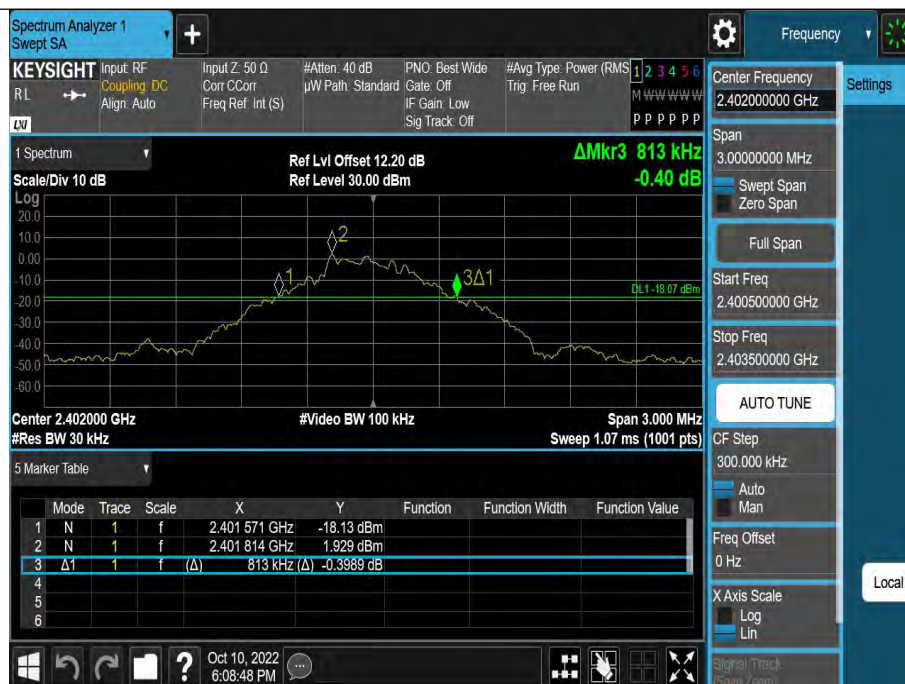 Spectrum Analyzer 1
Swept SA
+
Frequency
KEYSIGHT
RL
LXI
Input: RF
Coupling: DC
Align: Auto
Input Z: 50 Ω
Corr CCorr
Freq Ref: Int (S)
#Atten: 40 dB
µW Path: Standard
PNO: Best Wide
Gate: Off
IF Gain: Low
Sig Track: Off
#Avg Type: Power (RMS
Trig: Free Run
1 2 3 4 5 6
M W W W W W
P P P P P P
Center Frequency
2.402000000 GHz
Settings
Span
3.00000000 MHz
Swept Span
Zero Span
Full Span
Start Freq
2.400500000 GHz
Stop Freq
2.403500000 GHz
AUTO TUNE
CF Step
300.000 kHz
Auto
Man
Freq Offset
0 Hz
X Axis Scale
Log
Lin
Signal Track
(Span Zoom)
Local
1 Spectrum
Scale/Div 10 dB
Ref Lvl Offset 12.20 dB
Ref Level 30.00 dBm
ΔMkr3 813 kHz
-0.40 dB
Log
20.0
10.0
0.00
-10.0
-20.0
-30.0
-40.0
-50.0
-60.0
2
1
3Δ1
DL1 -18.07 dBm
Center 2.402000 GHz
#Video BW 100 kHz
Span 3.000 MHz
#Res BW 30 kHz
Sweep 1.07 ms (1001 pts)
5 Marker Table
Mode Trace Scale X Y Function Function Width Function Value
1 N 1 f 2.401 571 GHz -18.13 dBm
2 N 1 f 2.401 814 GHz 1.929 dBm
3 Δ1 1 f (Δ) 813 kHz (Δ) -0.3989 dB
4
5
6
?
Oct 10, 2022
6:08:48 PM